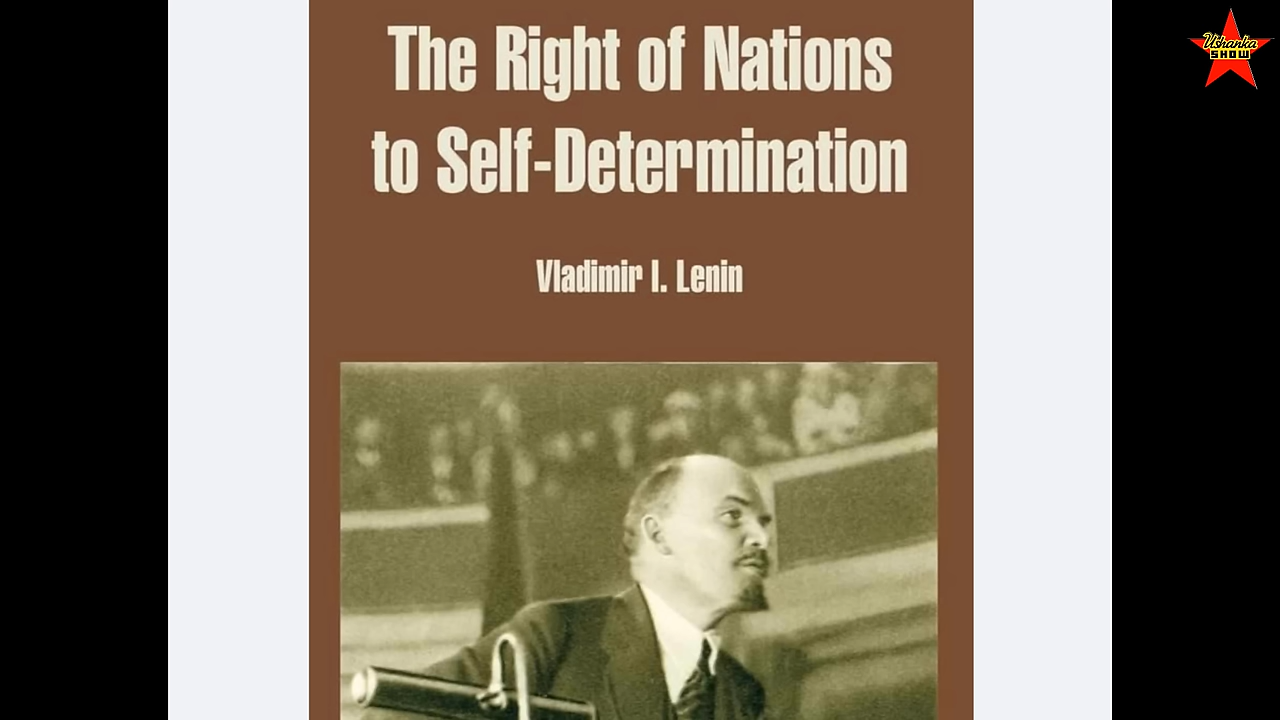 The Right of Nations
to Self-Determination
Vladimir I. Lenin
Ushanka
SHOW